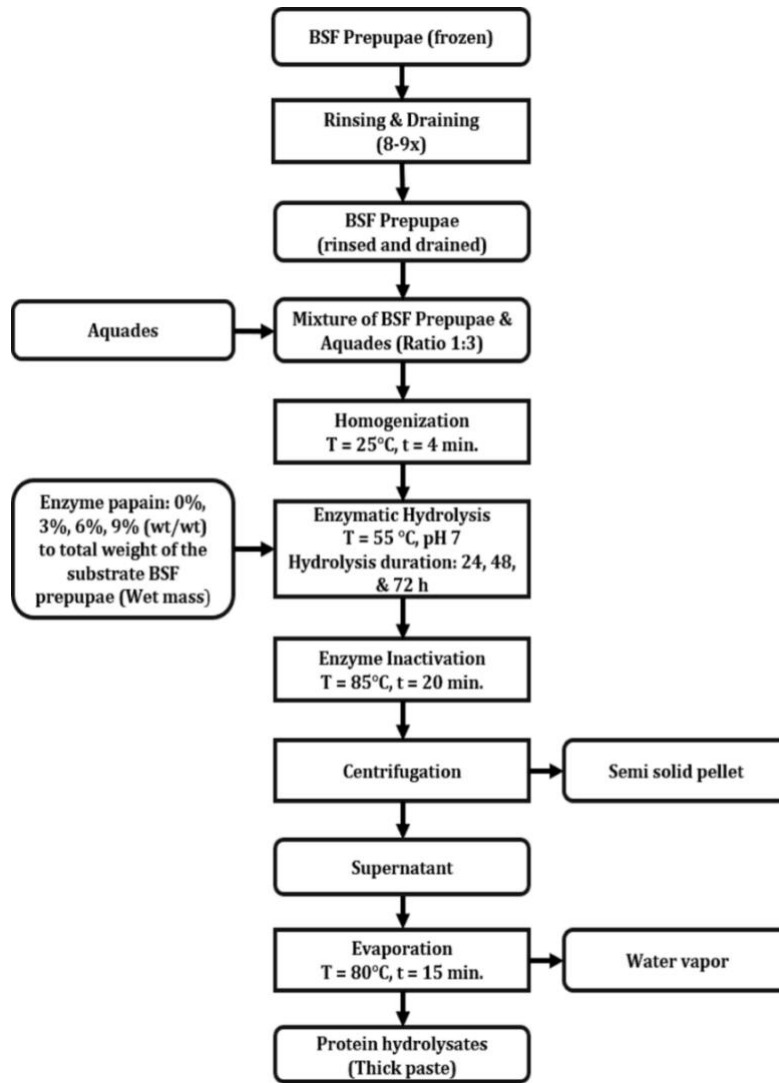 BSF Prepupae (frozen)
Rinsing & Draining
(8-9x)
BSF Prepupae
(rinsed and drained)
Aquades
Mixture of BSF Prepupae &
Aquades (Ratio 1:3)
Homogenization
T = 25°C, t = 4 min.
Enzyme papain: 0%,
3%, 6%, 9% (wt/wt)
to total weight of the
substrate BSF
prepupae (Wet mass)
Enzymatic Hydrolysis
T = 55 °C, pH 7
Hydrolysis duration: 24, 48,
& 72 h
Enzyme Inactivation
T = 85°C, t = 20 min.
Centrifugation
Semi solid pellet
Supernatant
Evaporation
T = 80°C, t = 15 min.
Water vapor
Protein hydrolysates
(Thick paste)